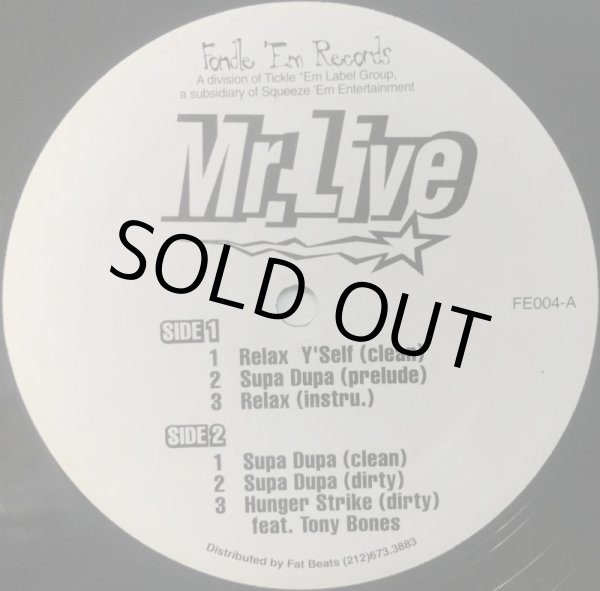 Fondle 'Em Records
A division of Tickle "Em Label Group,
a subsidiary of Squeeze 'Em Entertainment
Mr. Live
SOLD OUT
FE004-A
SIDE 1
1 Relax Y'Self (clean)
2 Supa Dupa (prelude)
3 Relax (instru.)
SIDE 2
1 Supa Dupa (clean)
2 Supa Dupa (dirty)
3 Hunger Strike (dirty)
feat. Tony Bones
Distributed by Fat Beats (212)673.3883